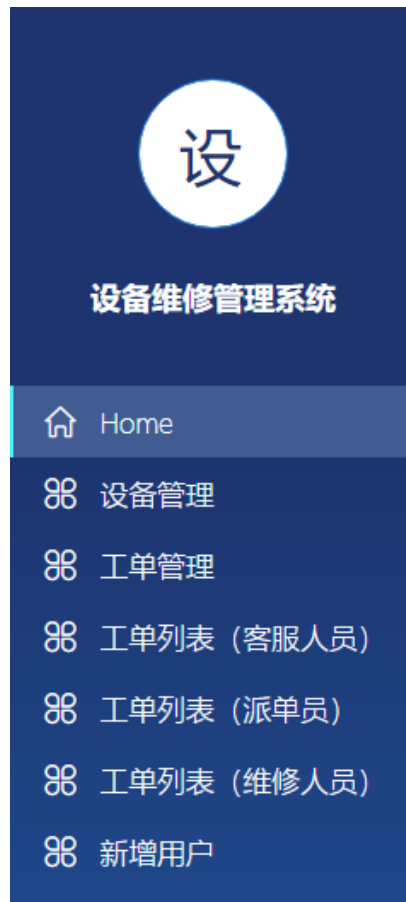 设
设备维修管理系统
Home
设备管理
工单管理
工单列表（客服人员）
工单列表（派单员）
工单列表（维修人员）
新增用户